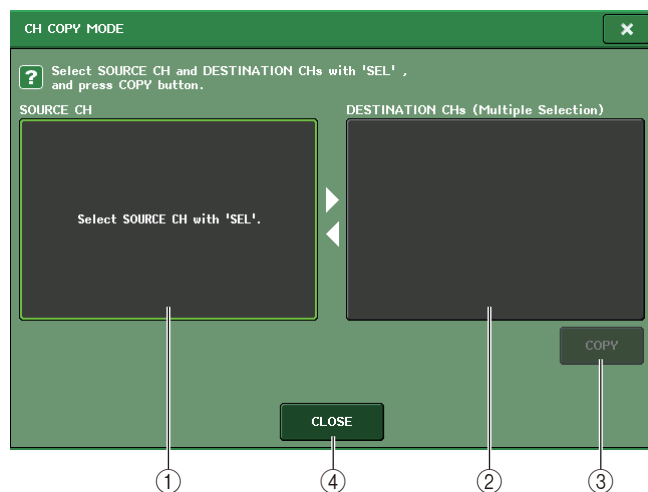 CH COPY MODE
×
? Select SOURCE CH and DESTINATION CHs with 'SEL' ,
and press COPY button.
SOURCE CH
DESTINATION CHs (Multiple Selection)
Select SOURCE CH with 'SEL'.
COPY
CLOSE
① ④ ② ③